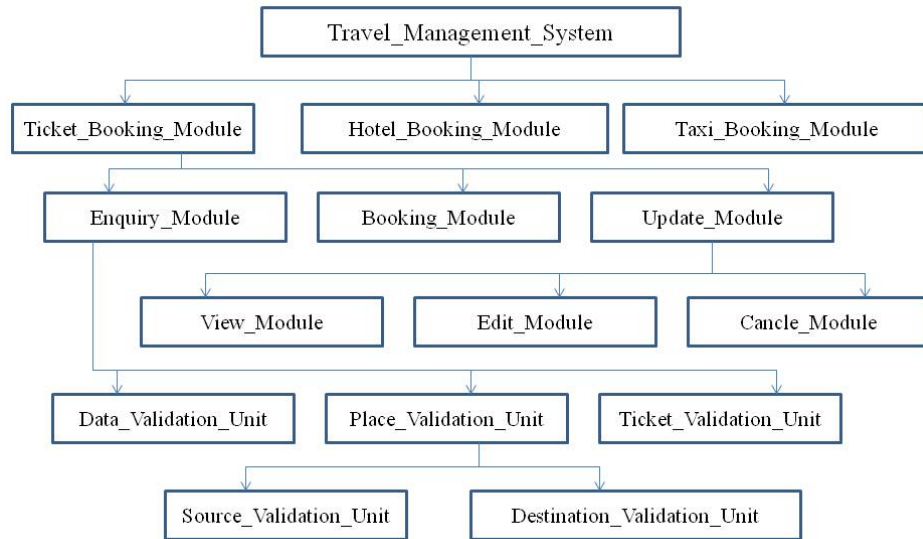 Travel_Management_System
Ticket_Booking_Module
Hotel_Booking_Module
Taxi_Booking_Module
Enquiry_Module
Booking_Module
Update_Module
View_Module
Edit_Module
Cancle_Module
Data_Validation_Unit
Place_Validation_Unit
Ticket_Validation_Unit
Source_Validation_Unit
Destination_Validation_Unit